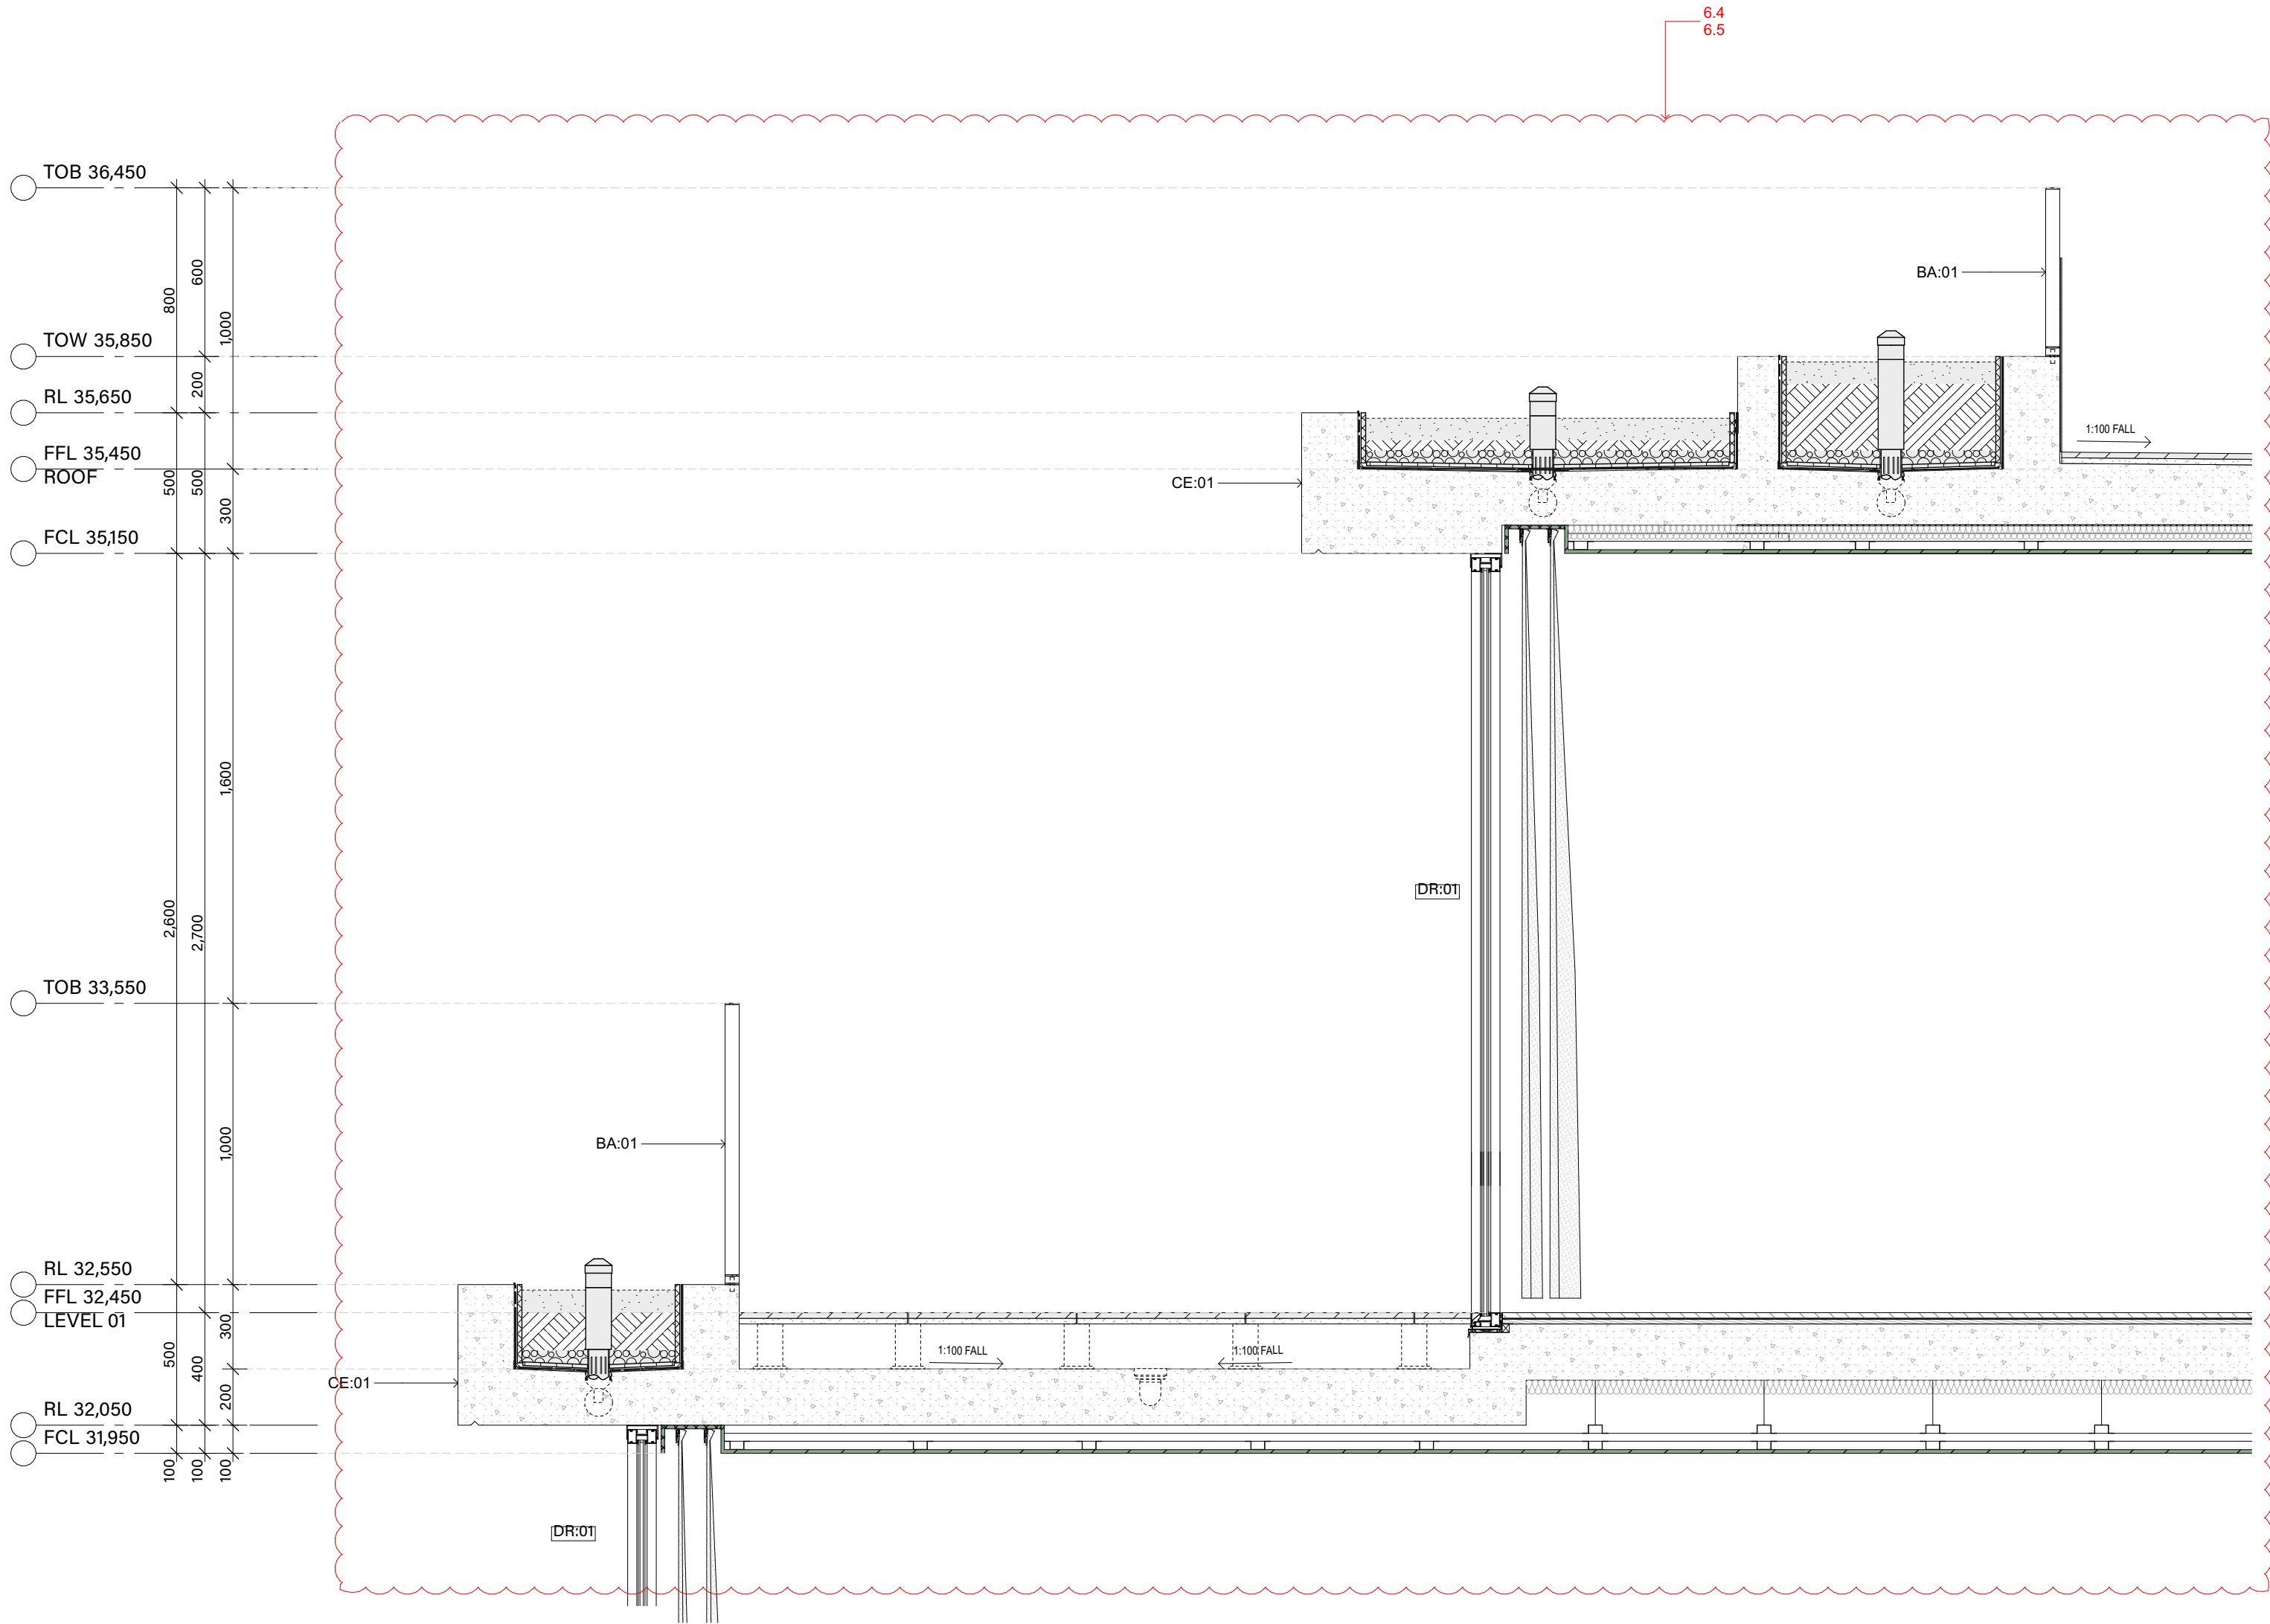 6.4
6.5
TOB 36,450
TOW 35,850
RL 35,650
FFL 35,450
ROOF
FCL 35,150
TOB 33,550
RL 32,550
FFL 32,450
LEVEL 01
RL 32,050
FCL 31,950
800
500
2,600
500
100
600
200
500
2,700
400
100
1,000
300
1,600
1,000
300
200
100
BA:01
1:100 FALL
CE:01
DR:01
BA:01
1:100 FALL
1:100 FALL
CE:01
DR:01